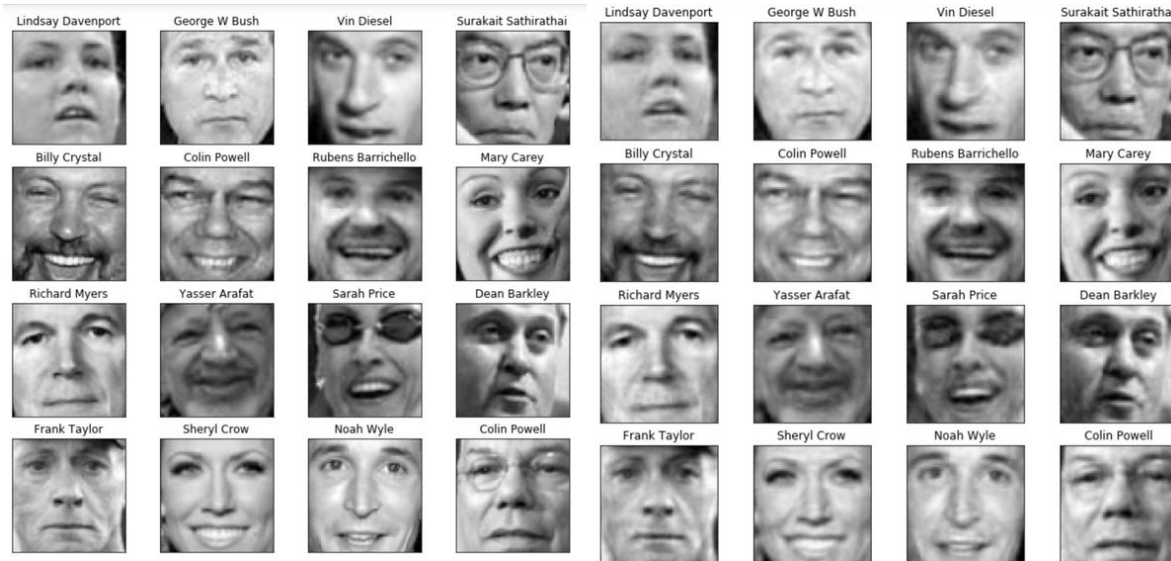 Lindsay Davenport George W Bush Vin Diesel Surakait Sathirathai
Billy Crystal Colin Powell Rubens Barrichello Mary Carey
Richard Myers Yasser Arafat Sarah Price Dean Barkley
Frank Taylor Sheryl Crow Noah Wyle Colin Powell
Lindsay Davenport George W Bush Vin Diesel Surakait Sathirathai
Billy Crystal Colin Powell Rubens Barrichello Mary Carey
Richard Myers Yasser Arafat Sarah Price Dean Barkley
Frank Taylor Sheryl Crow Noah Wyle Colin Powell